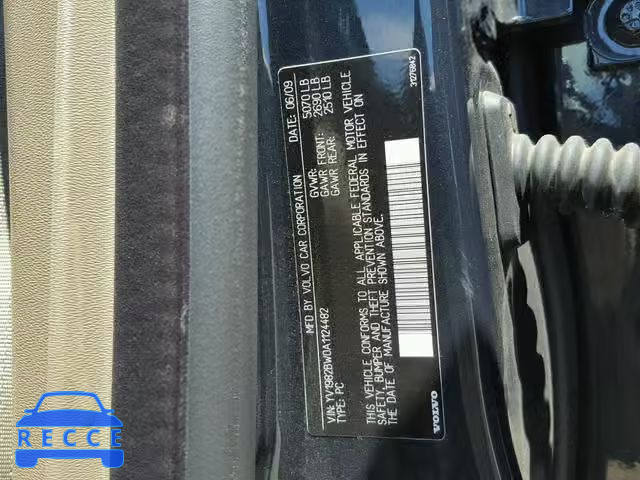 MFD BY VOLVO CAR CORPORATION DATE: 06/09
GVWR: 5070 LB
GAWR FRONT: 2690 LB
GAWR REAR: 2510 LB
V/N: YV1982BW0A1124482
TYPE: PC
THIS VEHICLE CONFORMS TO ALL APPLICABLE FEDERAL MOTOR VEHICLE
SAFETY, BUMPER AND THEFT PREVENTION STANDARDS IN EFFECT ON
THE DATE OF MANUFACTURE SHOWN ABOVE.
VOLVO
31276842
RECCE